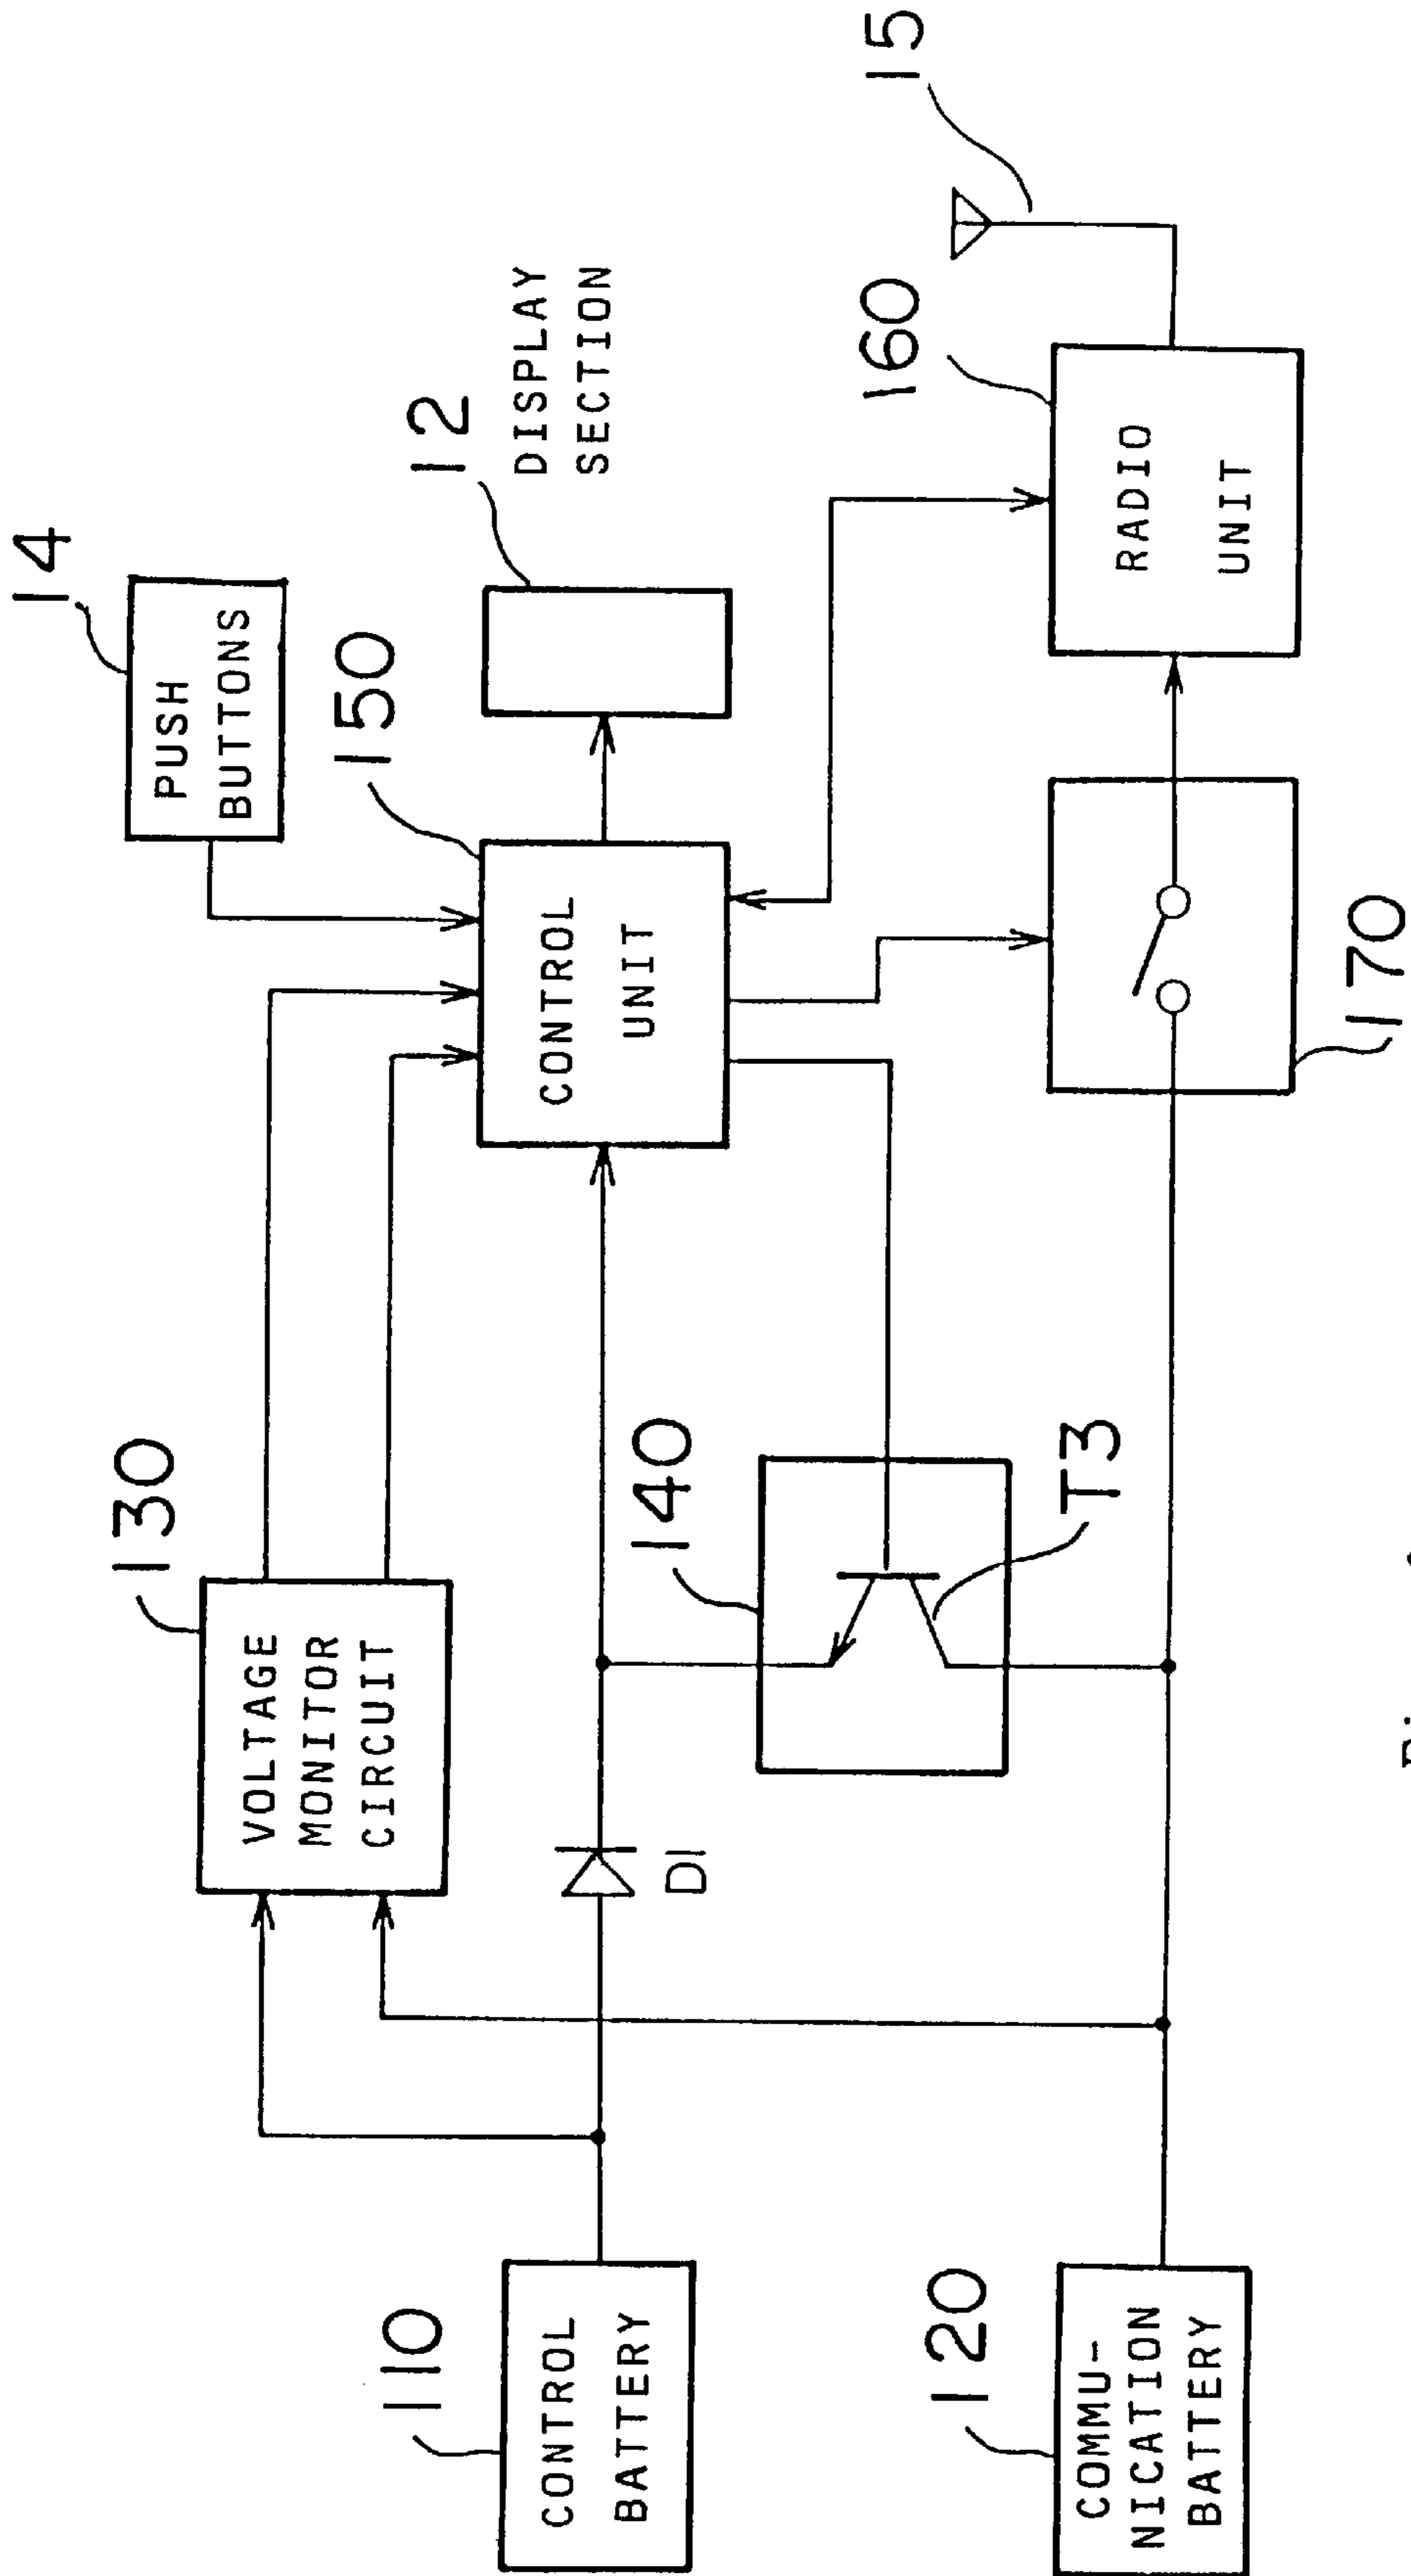 14
PUSH
BUTTONS
130
VOLTAGE
MONITOR
CIRCUIT
150
CONTROL
UNIT
12
DISPLAY
SECTION
110
CONTROL
BATTERY
D1
140
T3
15
160
RADIO
UNIT
120
COMMU-
NICATION
BATTERY
170